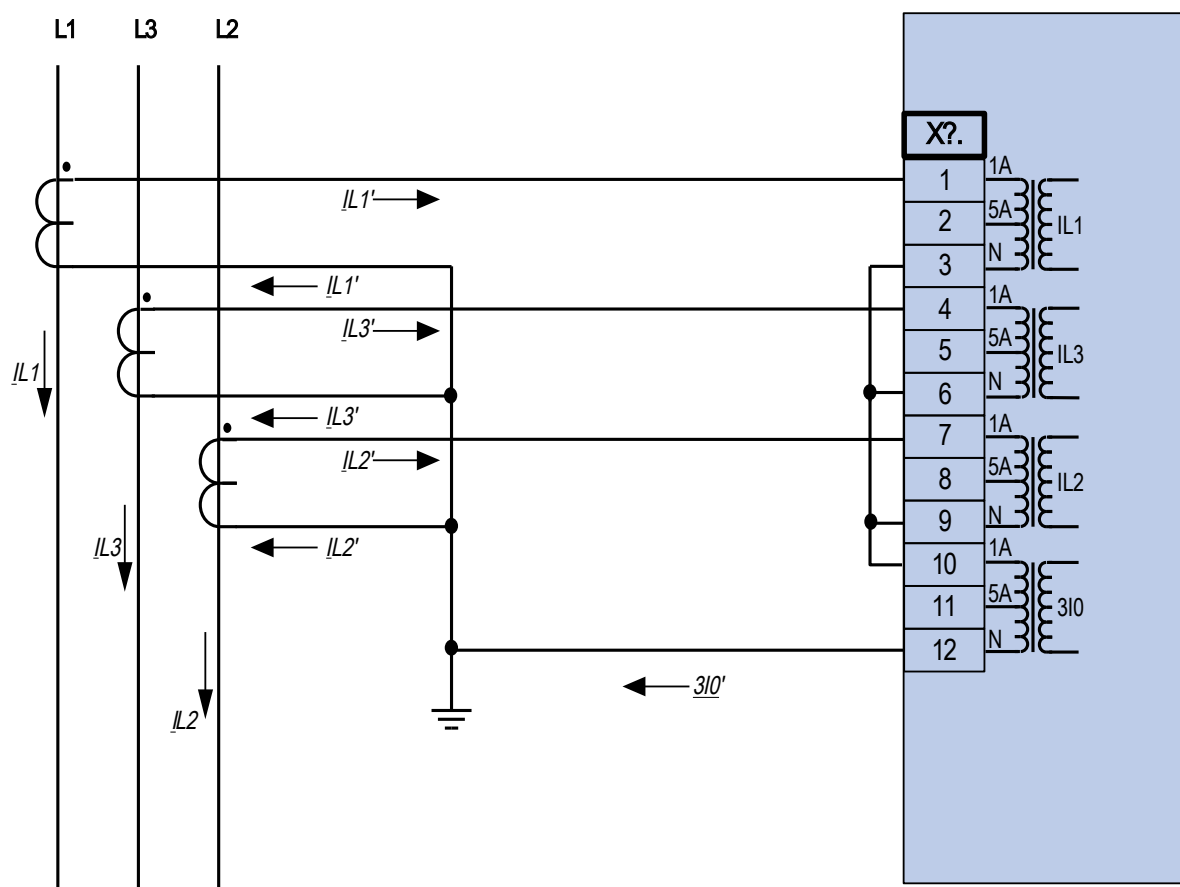 L1 L3 L2
X?.
1 1A
IL1'
2 5A IL1
3 N
IL1'
4 1A
IL3'
5 5A IL3
IL1
6 N
IL3'
7 1A
IL2'
8 5A IL2
9 N
IL3
IL2'
10 1A
11 5A 3I0
12 N
3I0'
IL2